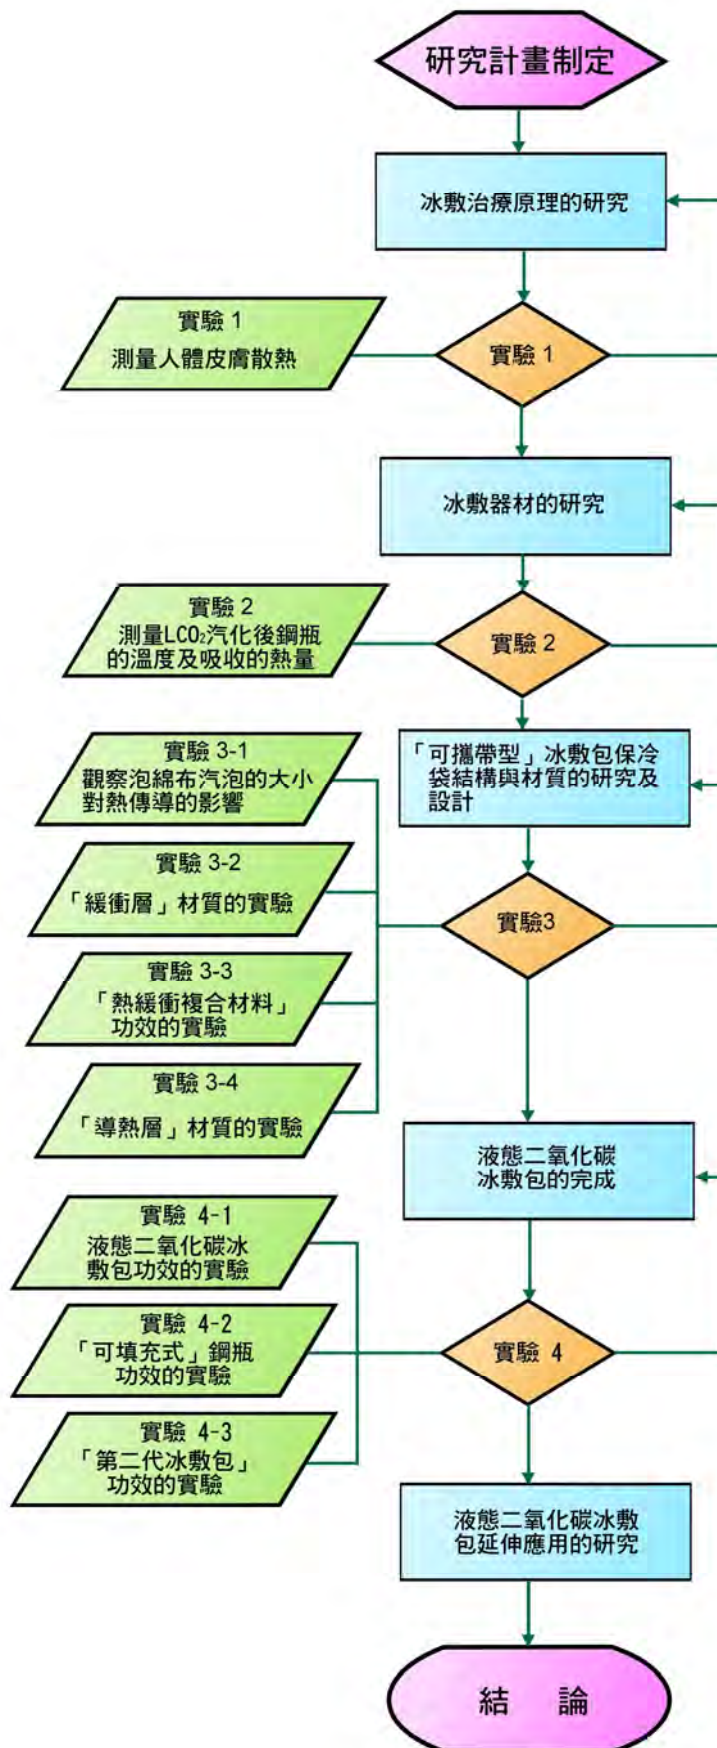 研究計畫制定
冰敷治療原理的研究
實驗 1
測量人體皮膚散熱
實驗 1
冰敷器材的研究
實驗 2
測量LCO₂汽化後鋼瓶
的溫度及吸收的熱量
實驗 2
「可攜帶型」冰敷包保冷
袋結構與材質的研究及
設計
實驗 3-1
觀察泡綿布汽泡的大小
對熱傳導的影響
實驗 3-2
「緩衝層」材質的實驗
實驗3
實驗 3-3
「熱緩衝複合材料」
功效的實驗
實驗 3-4
「導熱層」材質的實驗
液態二氧化碳
冰敷包的完成
實驗 4-1
液態二氧化碳冰
敷包功效的實驗
實驗 4-2
「可填充式」鋼瓶
功效的實驗
實驗 4
實驗 4-3
「第二代冰敷包」
功效的實驗
液態二氧化碳冰敷
包延伸應用的研究
結 論